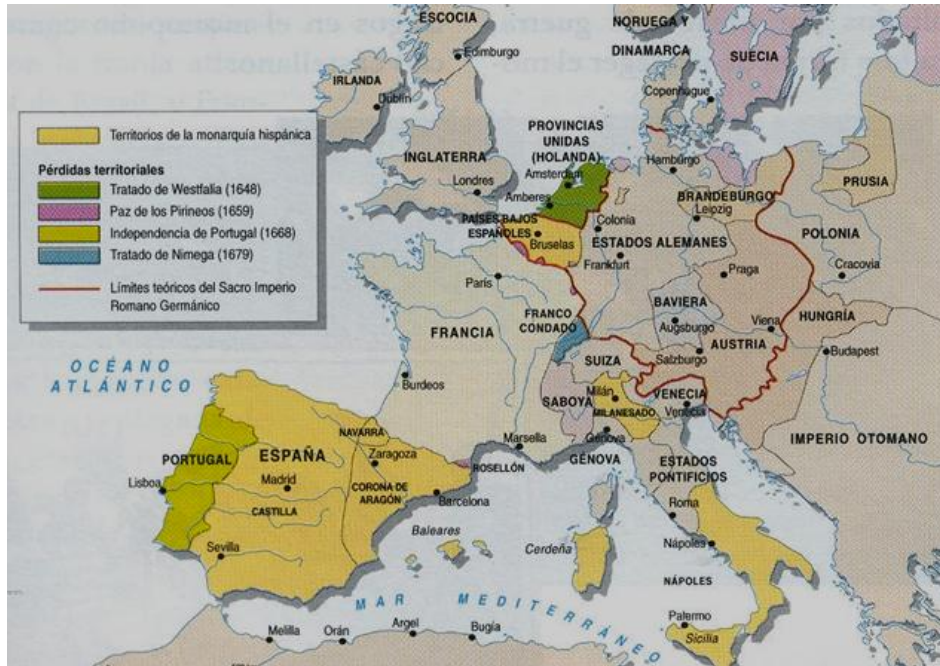 ESCOCIA
Edimburgo
NORUEGA Y
DINAMARCA
SUECIA
Copenhague
IRLANDA
Dublín
Territorios de la monarquía hispánica
Pérdidas territoriales
Tratado de Westfalia (1648)
Paz de los Pirineos (1659)
Independencia de Portugal (1668)
Tratado de Nimega (1679)
Límites teóricos del Sacro Imperio
Romano Germánico
INGLATERRA
Londres
PROVINCIAS
UNIDAS
(HOLANDA)
Amsterdam
Amberes
PAÍSES BAJOS
ESPAÑOLES
Bruselas
Hamburgo
BRANDEBURGO
Leipzig
PRUSIA
Colonia
ESTADOS ALEMANES
Frankfurt
POLONIA
Cracovia
Praga
París
FRANCIA
FRANCO
CONDADO
BAVIERA
Augsburgo
Viena
HUNGRÍA
AUSTRIA
Salzburgo
Budapest
SUIZA
OCÉANO
ATLÁNTICO
Burdeos
SABOYA
Milán
MILANESADO
VENECIA
Venecia
IMPERIO OTOMANO
Génova
GÉNOVA
Marsella
ROSELLÓN
NAVARRA
Zaragoza
CORONA DE
ARAGÓN
Barcelona
PORTUGAL
Lisboa
ESPAÑA
Madrid
CASTILLA
Sevilla
ESTADOS
PONTIFICIOS
Roma
Baleares
Cerdeña
Nápoles
NÁPOLES
Palermo
Sicilia
MAR MEDITERRÁNEO
Melilla
Orán
Argel
Bugía